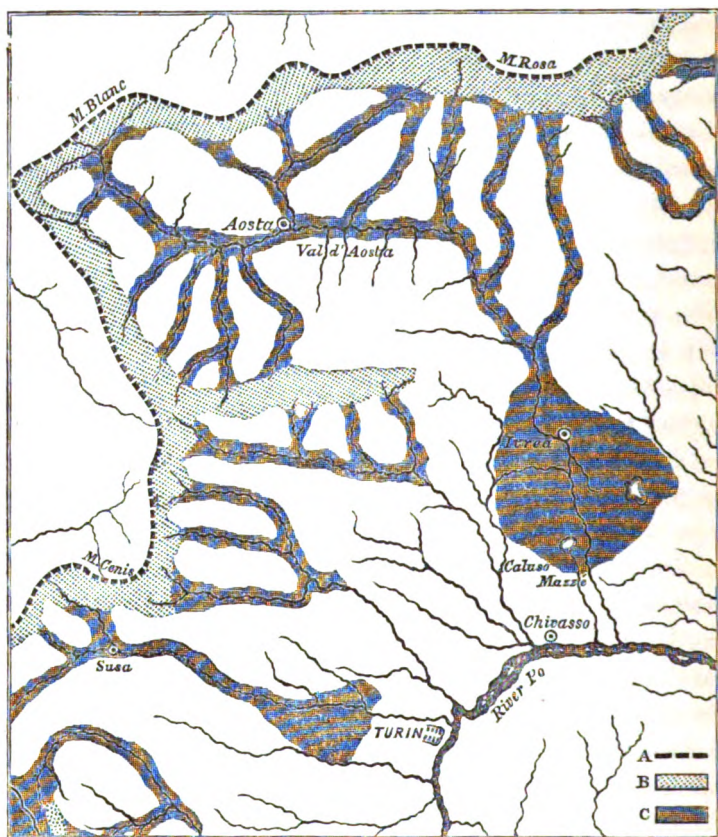 M. Rosa
M. Blanc
Aosta
Val d'Aosta
Ivrea
M. Cenis
Caluso
Mazzè
Chivasso
Susa
River Po
TURIN
A
B
C